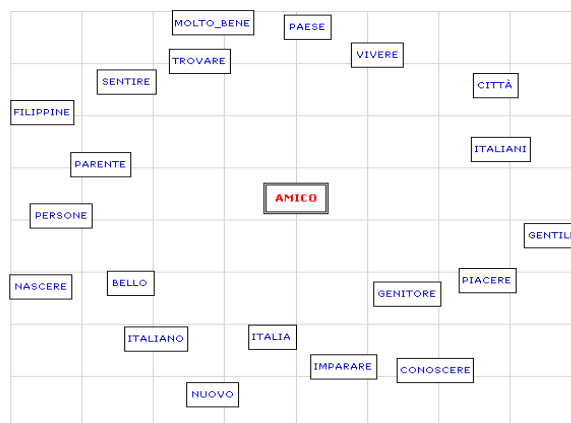 MOLTO_BENE
PAESE
VIVERE
TROVARE
SENTIRE
CITTÀ
FILIPPINE
ITALIANI
PARENTE
AMICO
PERSONE
GENTIL
PIACERE
BELLO
NASCERE
GENITORE
ITALIA
ITALIANO
IMPARARE
CONOSCERE
NUOVO